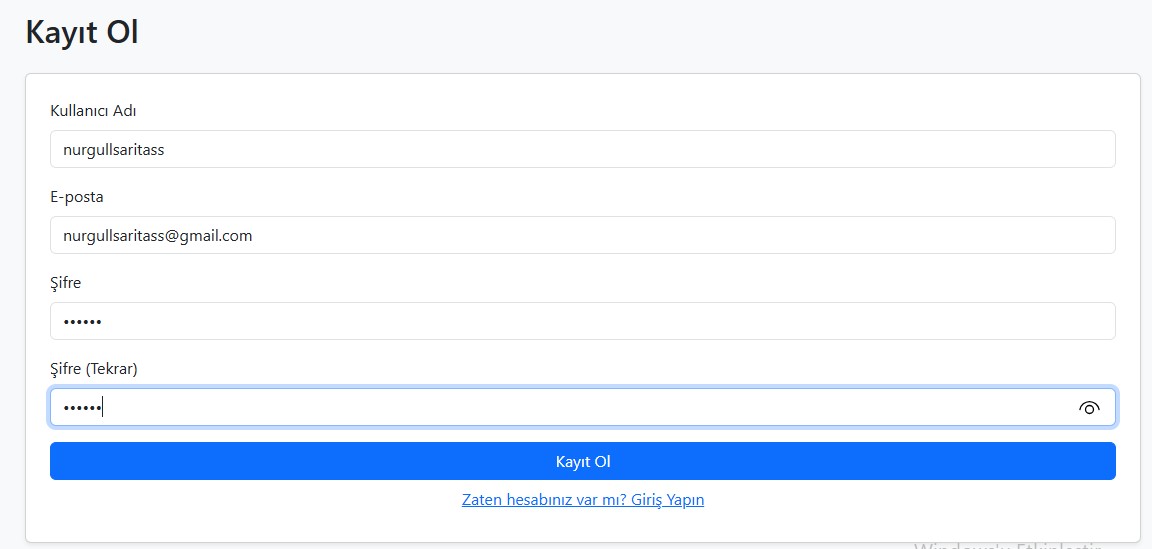 Kayıt Ol
Kullanıcı Adı
nurgullsaritass
E-posta
nurgullsaritass@gmail.com
Şifre
••••••
Şifre (Tekrar)
••••••
Kayıt Ol
Zaten hesabınız var mı? Giriş Yapın